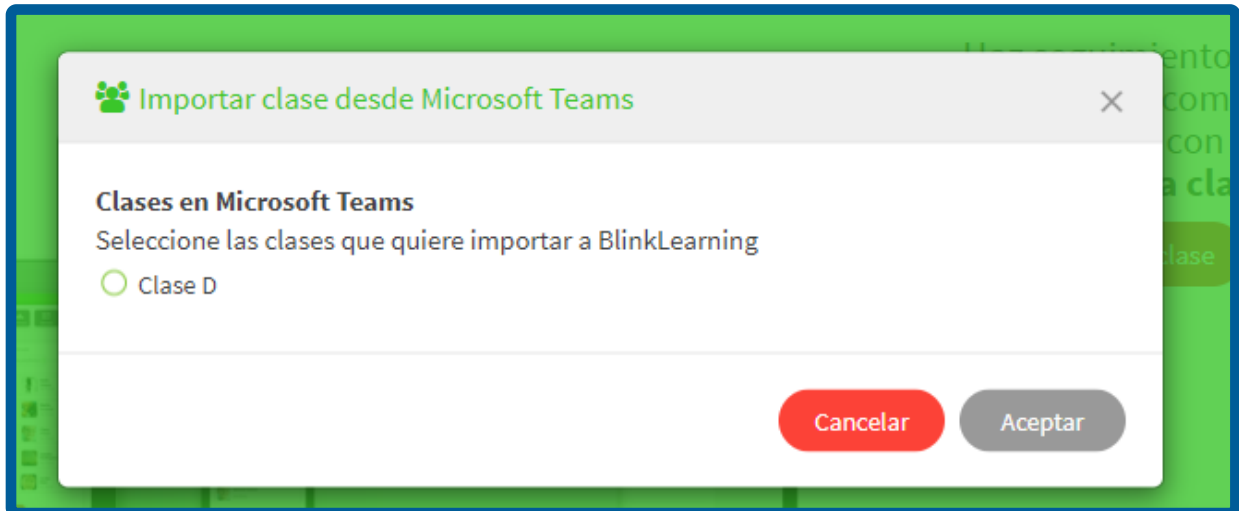 Importar clase desde Microsoft Teams
Clases en Microsoft Teams
Seleccione las clases que quiere importar a BlinkLearning
Clase D
Cancelar
Aceptar
clase